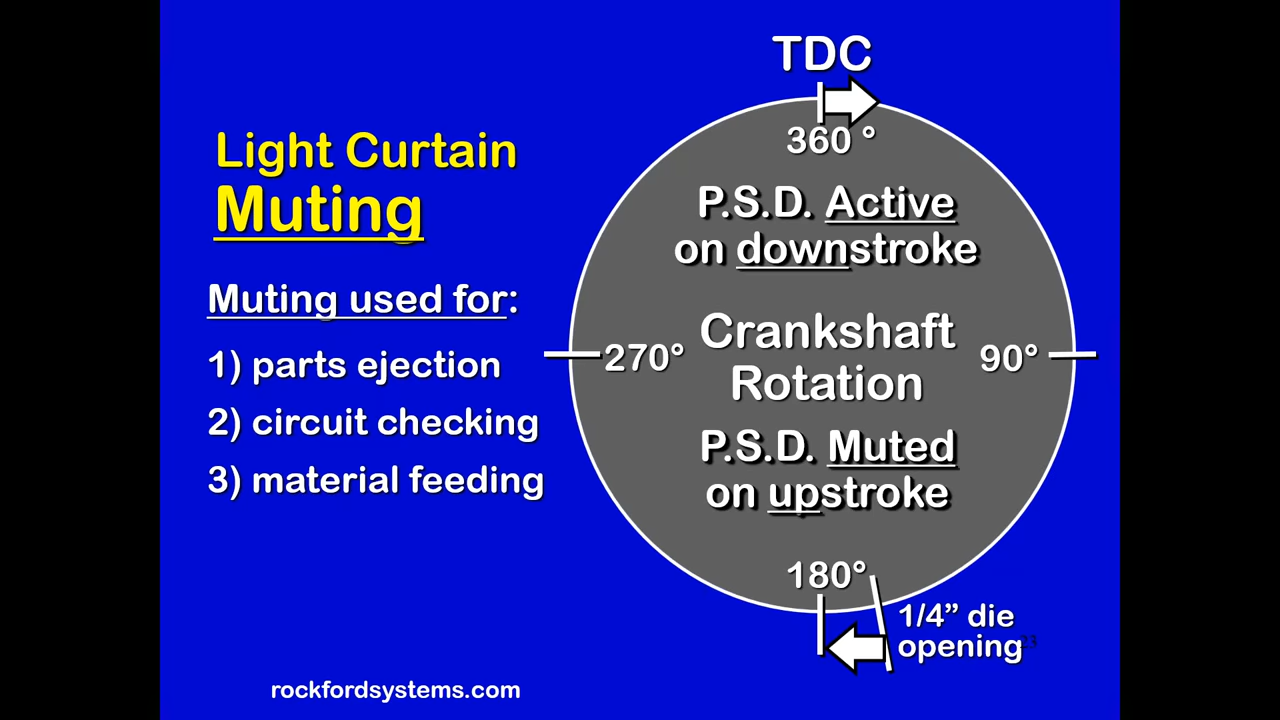 TDC
360 °
Light Curtain
Muting
P.S.D. Active
on downstroke
Muting used for:
1) parts ejection
2) circuit checking
3) material feeding
270°
Crankshaft
Rotation
90°
P.S.D. Muted
on upstroke
180°
1/4” die
opening
23
rockfordsystems.com